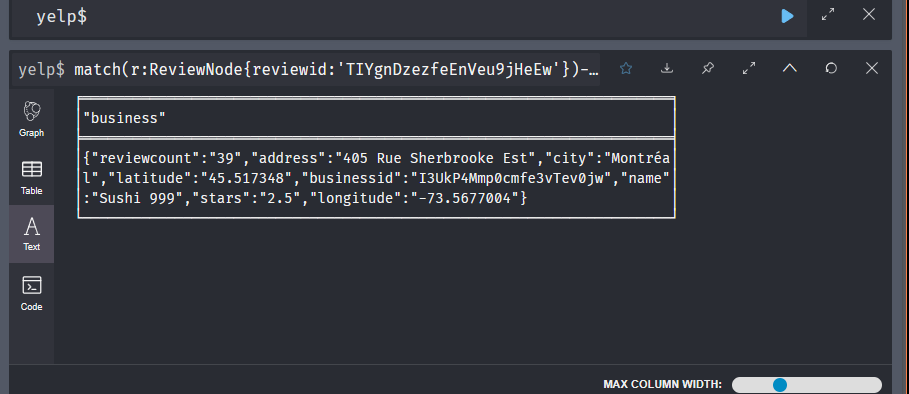 yelp$
yelp$ match(r:ReviewNode{reviewid:'TIYgnDzezfeEnVeu9jHeEw'})-…
Graph
Table
Text
Code
"business"
{"reviewcount":"39","address":"405 Rue Sherbrooke Est","city":"Montréa
l","latitude":"45.517348","businessid":"I3UkP4Mmp0cmfe3vTev0jw","name"
:"Sushi 999","stars":"2.5","longitude":"-73.5677004"}
MAX COLUMN WIDTH: